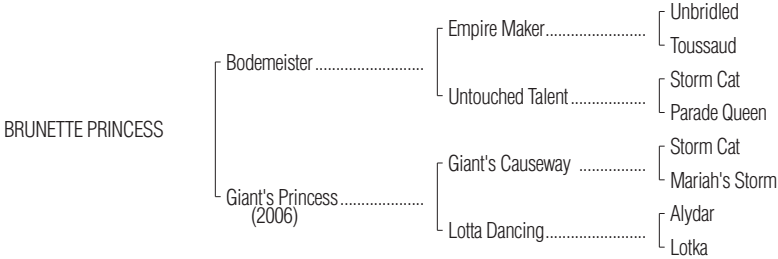 Unbridled
Empire Maker..........................
Toussaud
Bodemeister ..........................
Storm Cat
Untouched Talent..................
Parade Queen
BRUNETTE PRINCESS
Storm Cat
Giant's Causeway ................
Mariah's Storm
Giant's Princess ....................
(2006)
Alydar
Lotta Dancing........................
Lotka